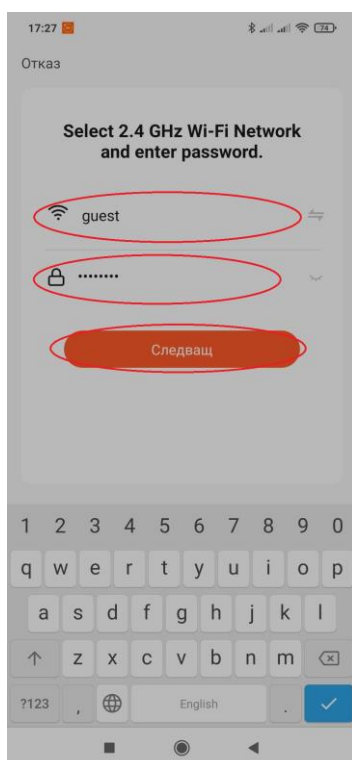 17:27
74
Отказ
Select 2.4 GHz Wi-Fi Network
and enter password.
guest
••••••••
Следващ
1 2 3 4 5 6 7 8 9 0
q w e r t y u i o p
a s d f g h j k l
z x c v b n m
?123 , English .